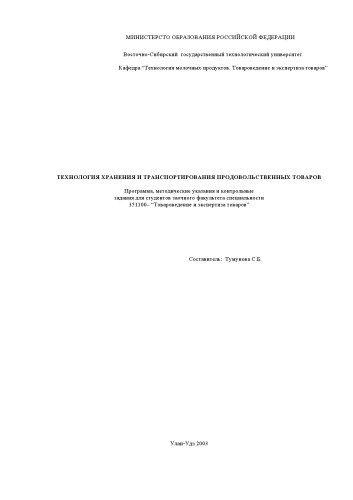 МИНИСТЕРСТО ОБРАЗОВАНИЯ РОССИЙСКОЙ ФЕДЕРАЦИИ
Восточно-Сибирский государственный технологический университет
Кафедра "Технология молочных продуктов. Товароведение и экспертиза товаров"
ТЕХНОЛОГИЯ ХРАНЕНИЯ И ТРАНСПОРТИРОВАНИЯ ПРОДОВОЛЬСТВЕННЫХ ТОВАРОВ
Программа, методические указания и контрольные
задания для студентов заочного факультета специальности
351100– "Товароведение и экспертиза товаров"
Составитель: Тумунова С.Б.
Улан-Удэ 2003